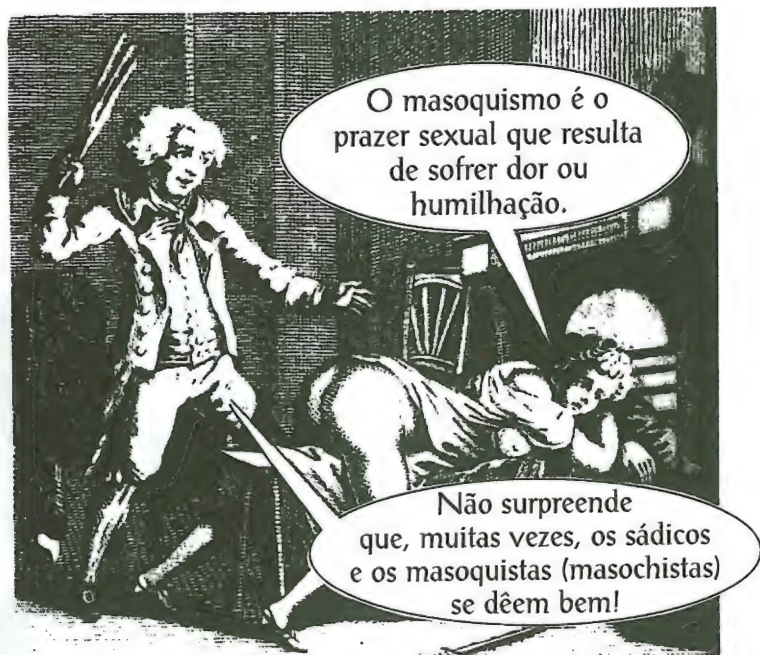 O masoquismo é o
prazer sexual que resulta
de sofrer dor ou
humilhação.
Não surpreende
que, muitas vezes, os sádicos
e os masoquistas (masochistas)
se dêem bem!